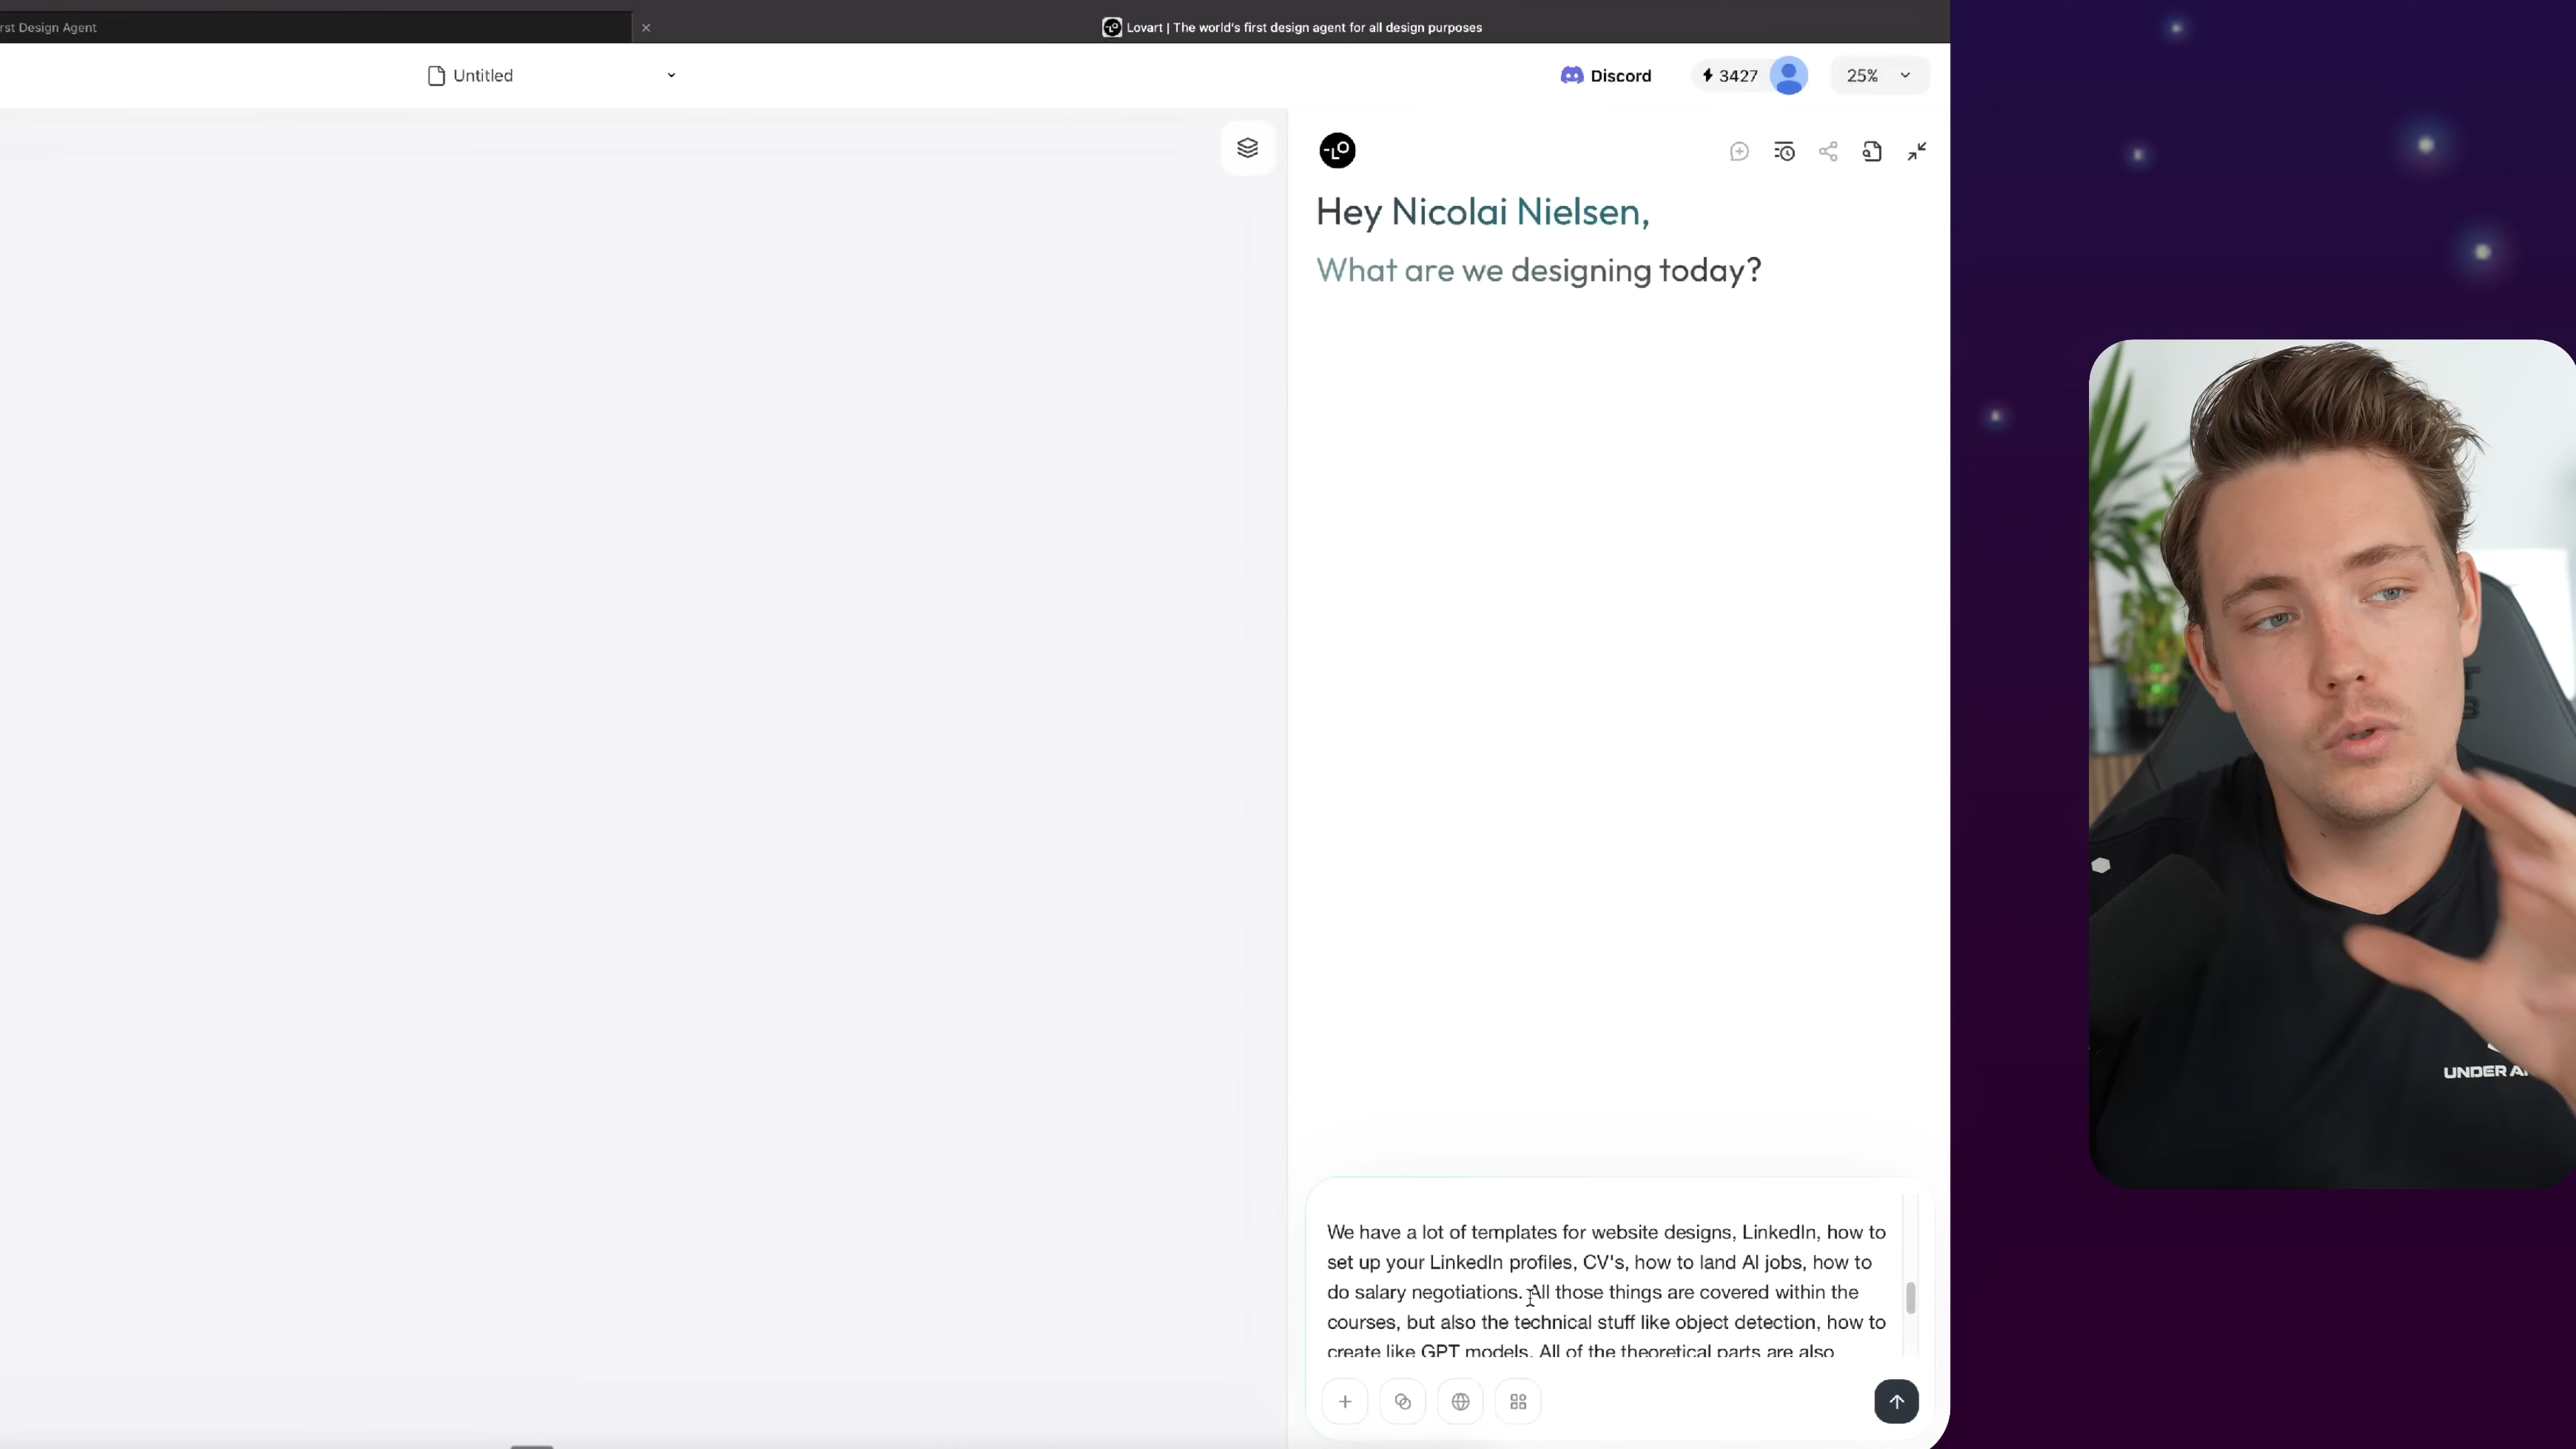 rst Design Agent
Lovart | The world's first design agent for all design purposes
Untitled
Discord
3427
25%
Hey Nicolai Nielsen,
What are we designing today?
We have a lot of templates for website designs, LinkedIn, how to
set up your LinkedIn profiles, CV's, how to land AI jobs, how to
do salary negotiations. All those things are covered within the
courses, but also the technical stuff like object detection, how to
create like GPT models. All of the theoretical parts are also
UNDER A